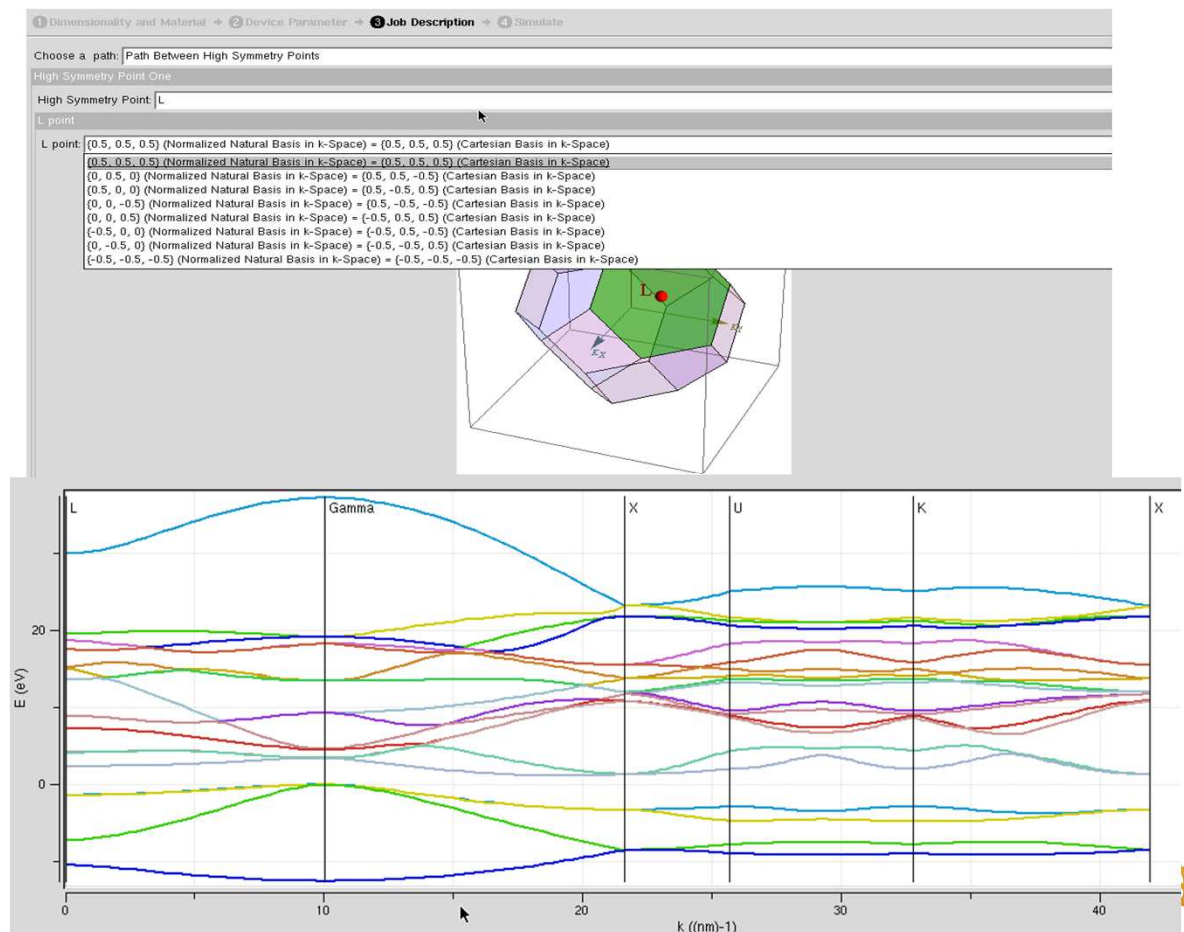 1 Dimensionality and Material → 2 Device Parameter → 3 Job Description → 4 Simulate
Choose a path: Path Between High Symmetry Points
High Symmetry Point One
High Symmetry Point: L
L point
L point: {0.5, 0.5, 0.5} (Normalized Natural Basis in k-Space) = {0.5, 0.5, 0.5} (Cartesian Basis in k-Space)
{0.5, 0.5, 0.5} (Normalized Natural Basis in k-Space) = {0.5, 0.5, 0.5} (Cartesian Basis in k-Space)
{0, 0.5, 0} (Normalized Natural Basis in k-Space) = {0.5, 0.5, -0.5} (Cartesian Basis in k-Space)
{0.5, 0, 0} (Normalized Natural Basis in k-Space) = {0.5, -0.5, 0.5} (Cartesian Basis in k-Space)
{0, 0, -0.5} (Normalized Natural Basis in k-Space) = {0.5, -0.5, -0.5} (Cartesian Basis in k-Space)
{0, 0, 0.5} (Normalized Natural Basis in k-Space) = {-0.5, 0.5, 0.5} (Cartesian Basis in k-Space)
{-0.5, 0, 0} (Normalized Natural Basis in k-Space) = {-0.5, 0.5, -0.5} (Cartesian Basis in k-Space)
{0, -0.5, 0} (Normalized Natural Basis in k-Space) = {-0.5, -0.5, 0.5} (Cartesian Basis in k-Space)
{-0.5, -0.5, -0.5} (Normalized Natural Basis in k-Space) = {-0.5, -0.5, -0.5} (Cartesian Basis in k-Space)
L
K_X
L Gamma X U K X
20
E (eV)
0
0 10 20 30 40
k ((nm)-1)